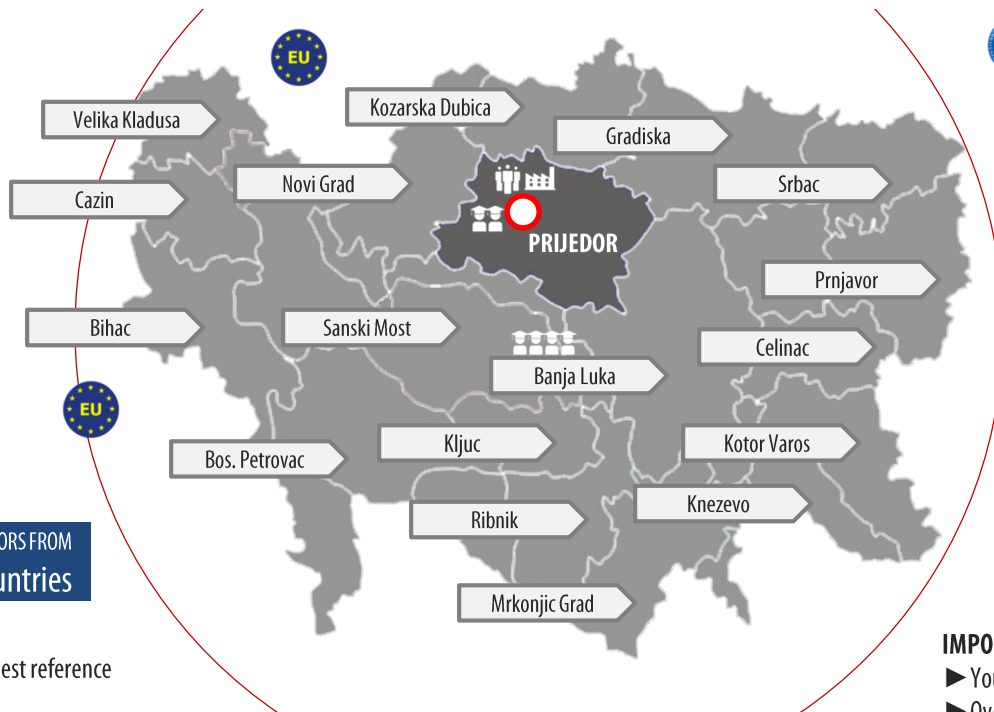 EU
Kozarska Dubica
Velika Kladusa
Gradiska
Novi Grad
Srbac
Cazin
PRIJEDOR
Prnjavor
Bihac
Sanski Most
Celinac
Banja Luka
EU
Kljuc
Kotor Varos
Bos. Petrovac
Knezevo
Ribnik
ORS FROM
untries
Mrkonjic Grad
est reference
IMPO
►You